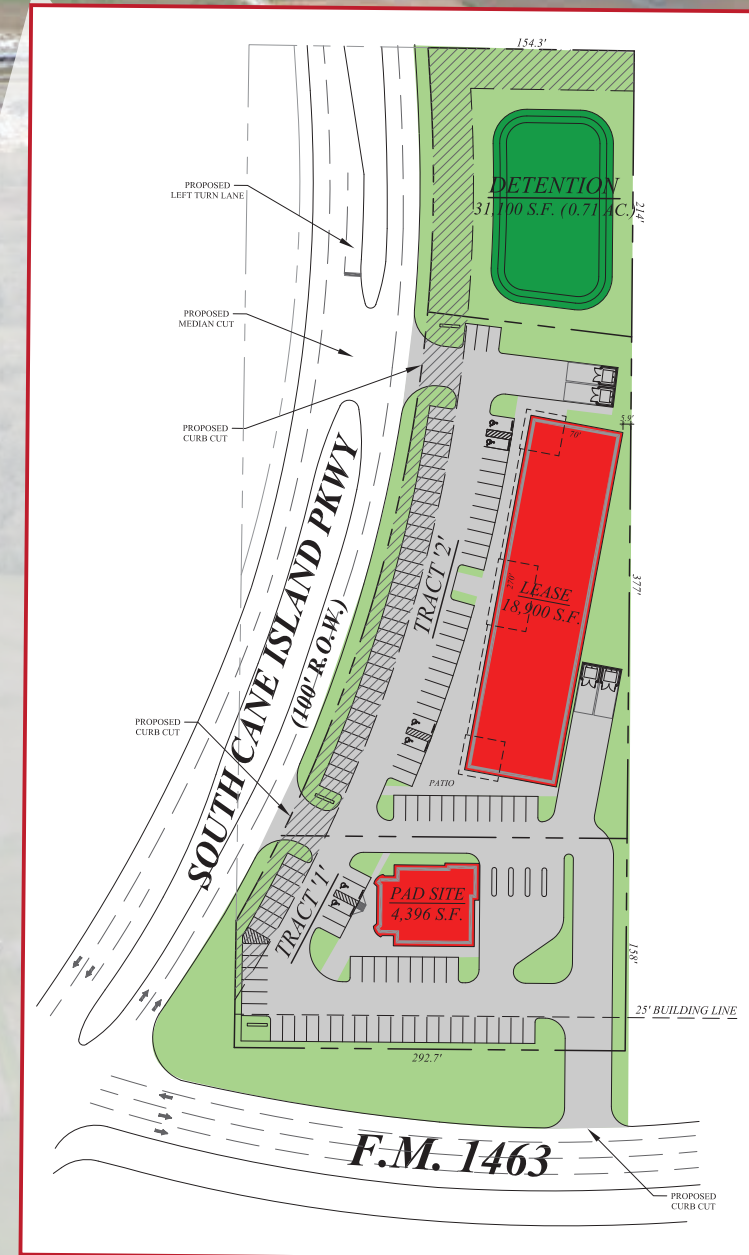 154.3'
PROPOSED
LEFT TURN LANE
DETENTION
31,100 S.F. (0.71 AC.)
214'
PROPOSED
MEDIAN CUT
PROPOSED
CURB CUT
5.9'
70'
SOUTH CANE ISLAND PKWY
(100' R.O.W.)
TRACT '2'
270'
LEASE
18,900 S.F.
377'
PROPOSED
CURB CUT
PATIO
TRACT '1'
PAD SITE
4,396 S.F.
158'
25' BUILDING LINE
292.7'
F.M. 1463
PROPOSED
CURB CUT